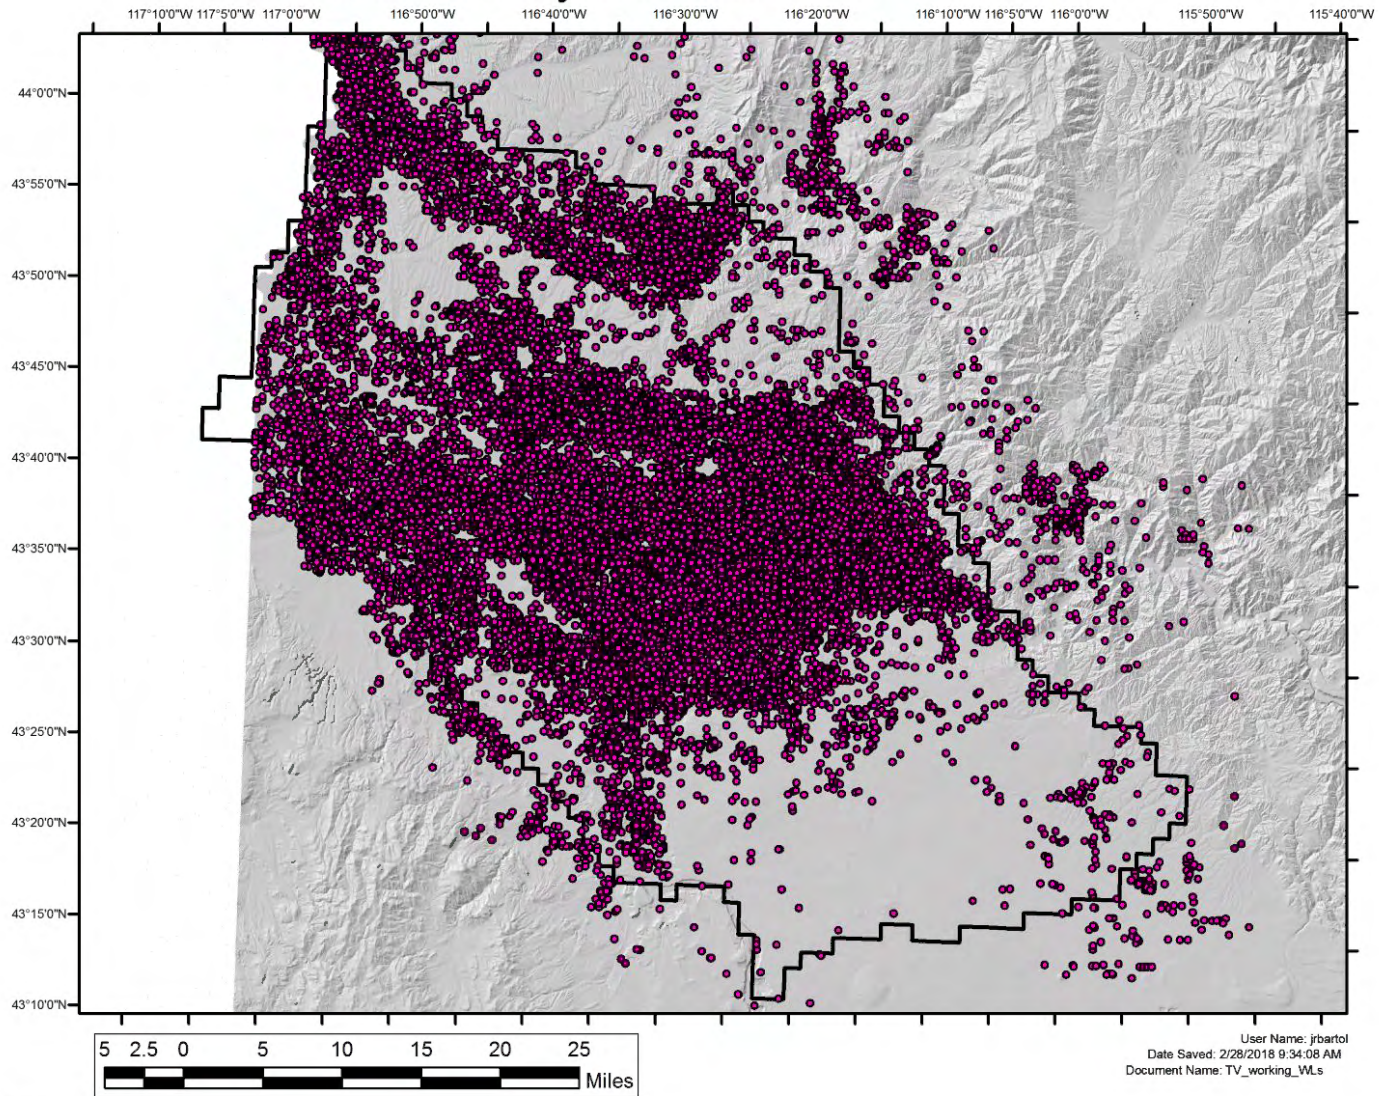 117°10'0"W 117°5'0"W 117°0'0"W 116°50'0"W 116°40'0"W 116°30'0"W 116°20'0"W 116°10'0"W 116°5'0"W 116°0'0"W 115°50'0"W 115°40'0"W
44°0'0"N
43°55'0"N
43°50'0"N
43°45'0"N
43°40'0"N
43°35'0"N
43°30'0"N
43°25'0"N
43°20'0"N
43°15'0"N
43°10'0"N
5 2.5 0 5 10 15 20 25
Miles
User Name: jrbartol
Date Saved: 2/28/2018 9:34:08 AM
Document Name: TV_working_WLs